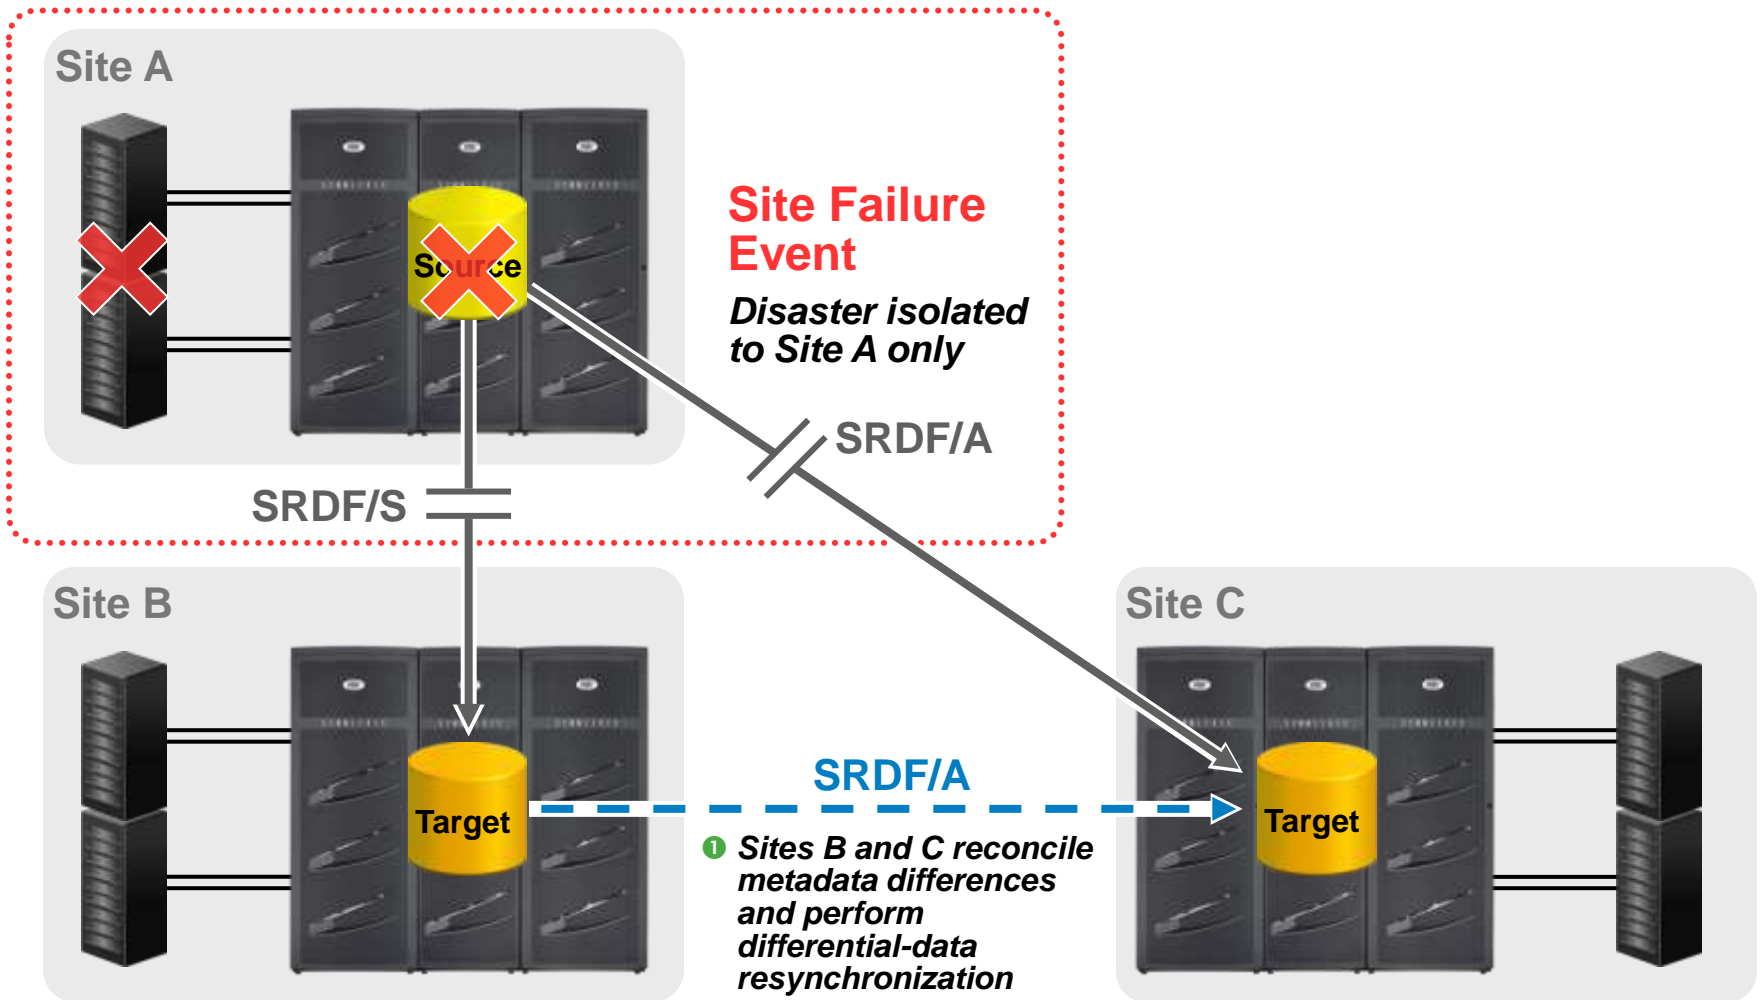 Site A
Source
Site Failure
Event
Disaster isolated
to Site A only
SRDF/A
SRDF/S
Site B
Site C
SRDF/A
Target
Target
1 Sites B and C reconcile
metadata differences
and perform
differential-data
resynchronization